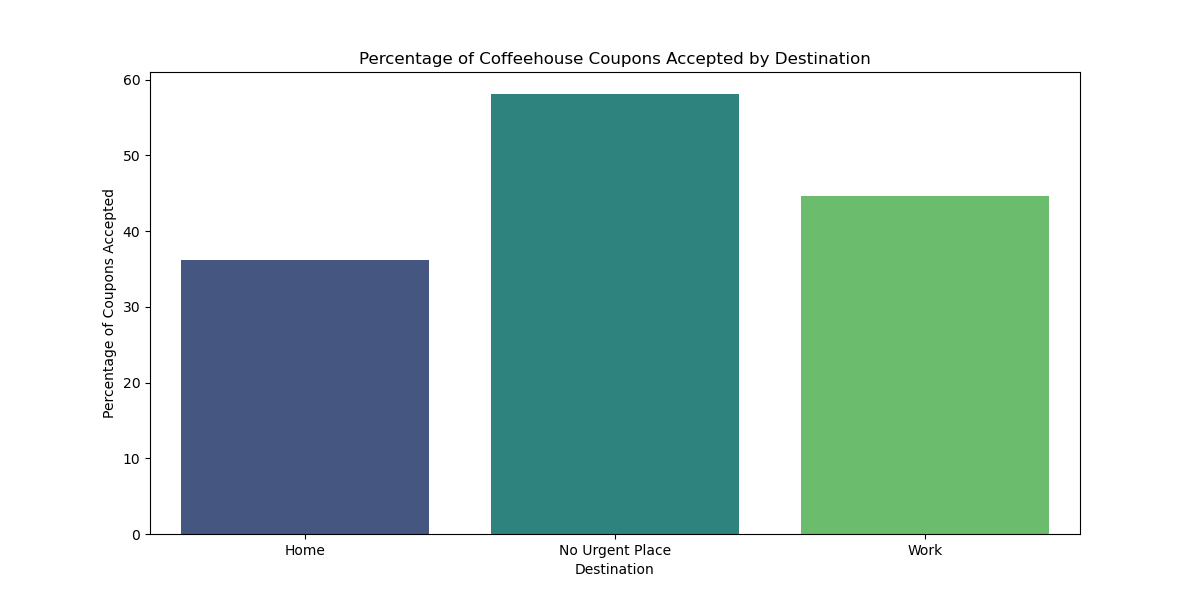 Percentage of Coffeehouse Coupons Accepted by Destination
Percentage of Coupons Accepted
60
50
40
30
20
10
0
Home No Urgent Place Work
Destination